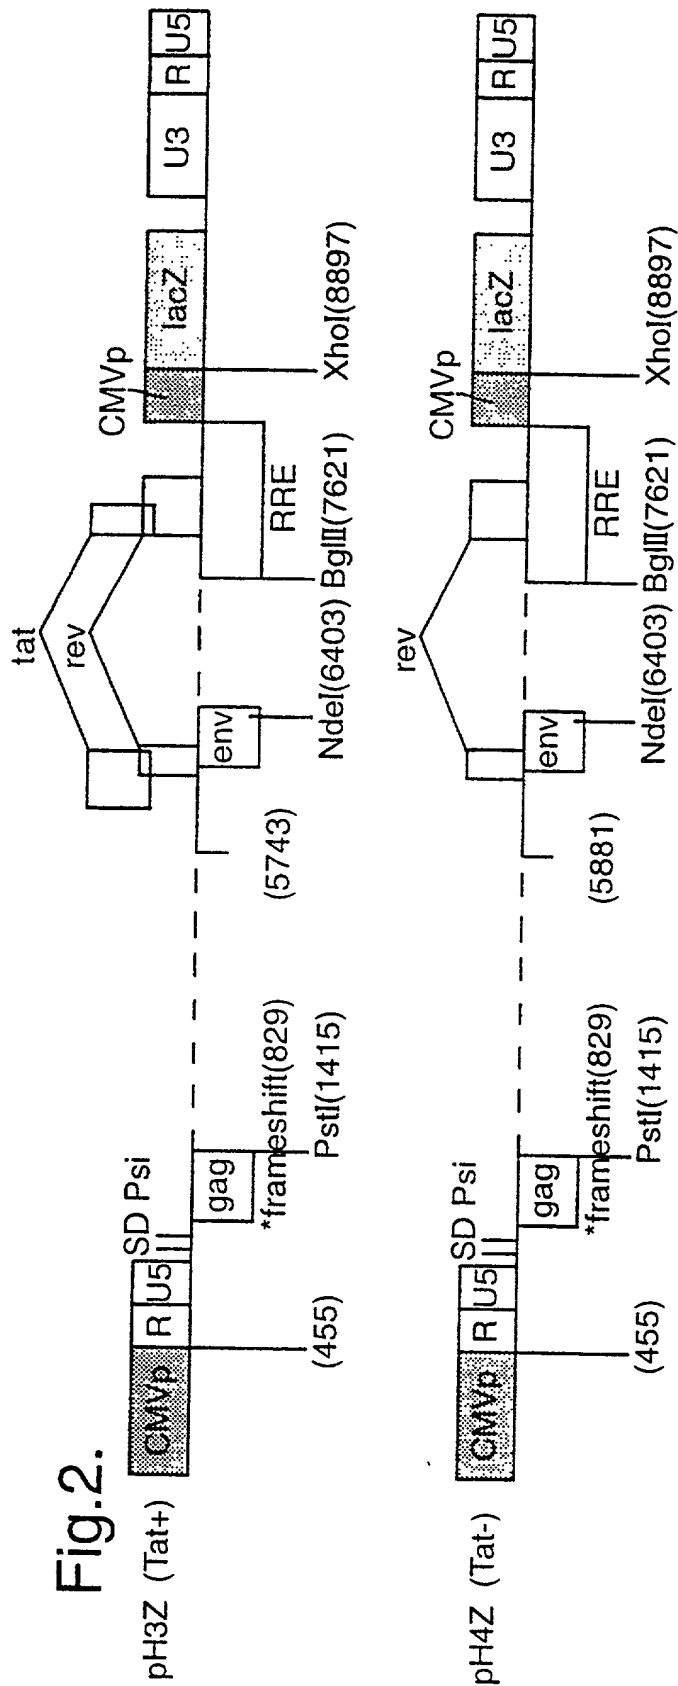 Fig.2.
pH3Z (Tat+)
CMVp
R
U5
SD Psi
gag
(455)
*frameshift(829)
PstI(1415)
(5743)
tat
rev
env
NdeI(6403)
BglII(7621)
RRE
CMVp
lacZ
XhoI(8897)
U3
R
U5
pH4Z (Tat-)
CMVp
R
U5
SD Psi
gag
(455)
*frameshift(829)
PstI(1415)
(5881)
rev
env
NdeI(6403)
BglII(7621)
RRE
CMVp
lacZ
XhoI(8897)
U3
R
U5